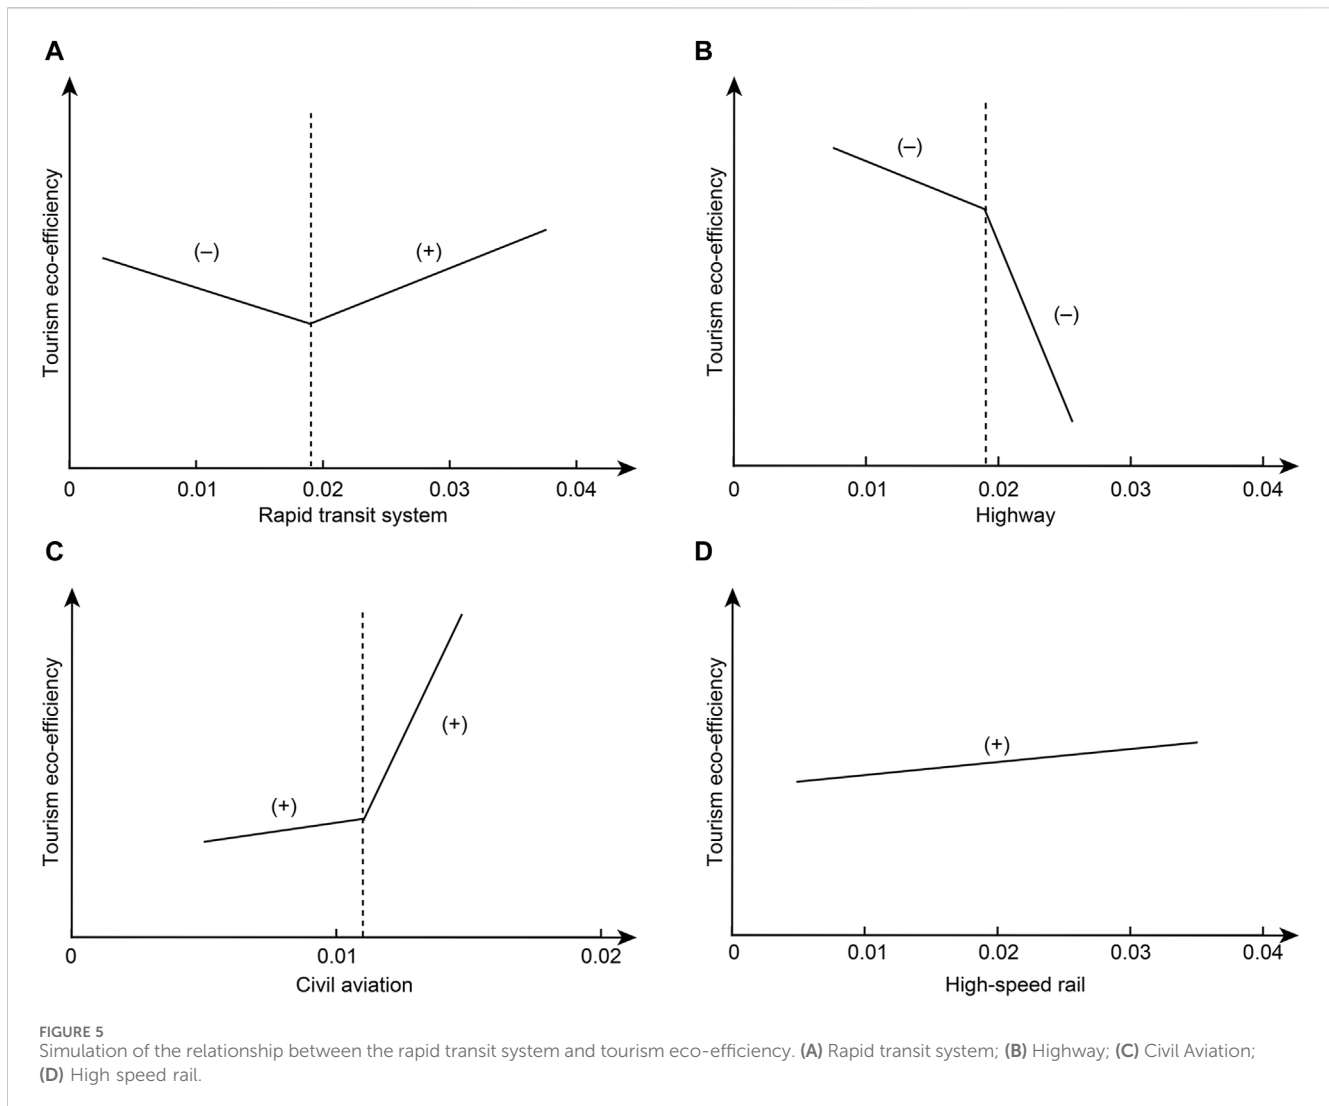 A
Tourism eco-efficiency
(–)
(+)
0 0.01 0.02 0.03 0.04
Rapid transit system
B
Tourism eco-efficiency
(–)
(–)
0 0.01 0.02 0.03 0.04
Highway
C
Tourism eco-efficiency
(+)
(+)
0 0.01 0.02
Civil aviation
D
Tourism eco-efficiency
(+)
0 0.01 0.02 0.03 0.04
High-speed rail
FIGURE 5
Simulation of the relationship between the rapid transit system and tourism eco-efficiency. (A) Rapid transit system; (B) Highway; (C) Civil Aviation;
(D) High speed rail.